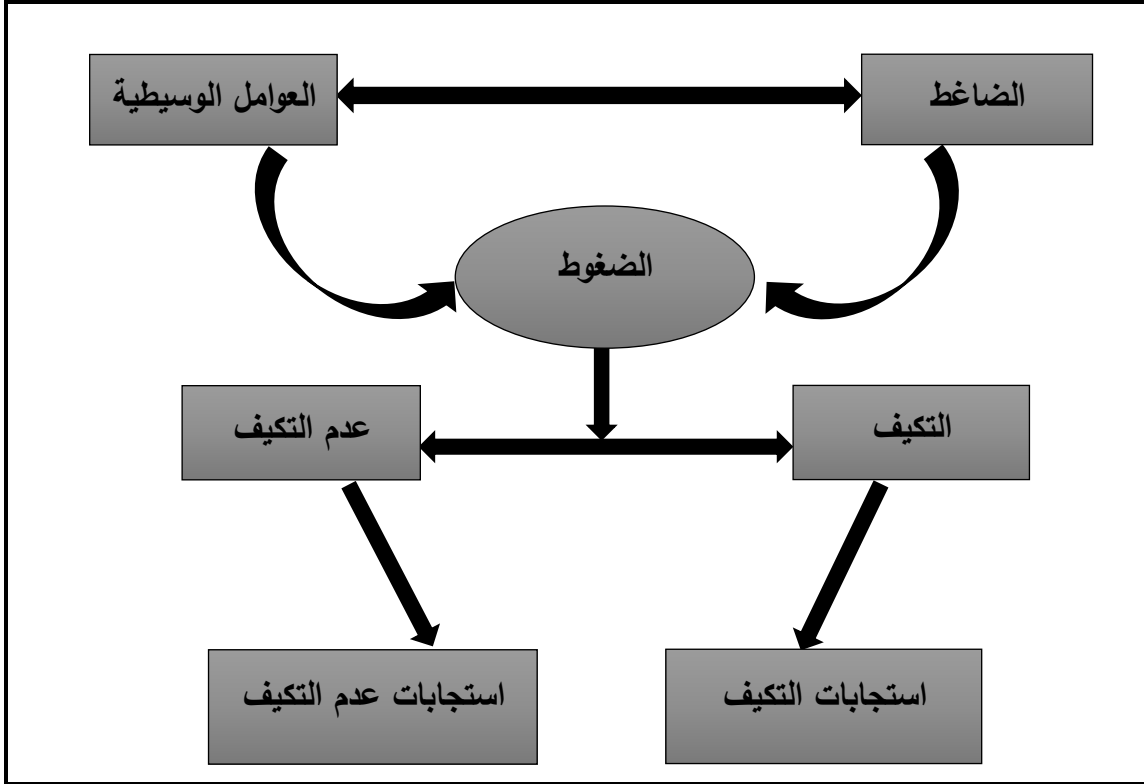 الضاغط
العوامل الوسيطية
الضغوط
التكيف
عدم التكيف
استجابات التكيف
استجابات عدم التكيف